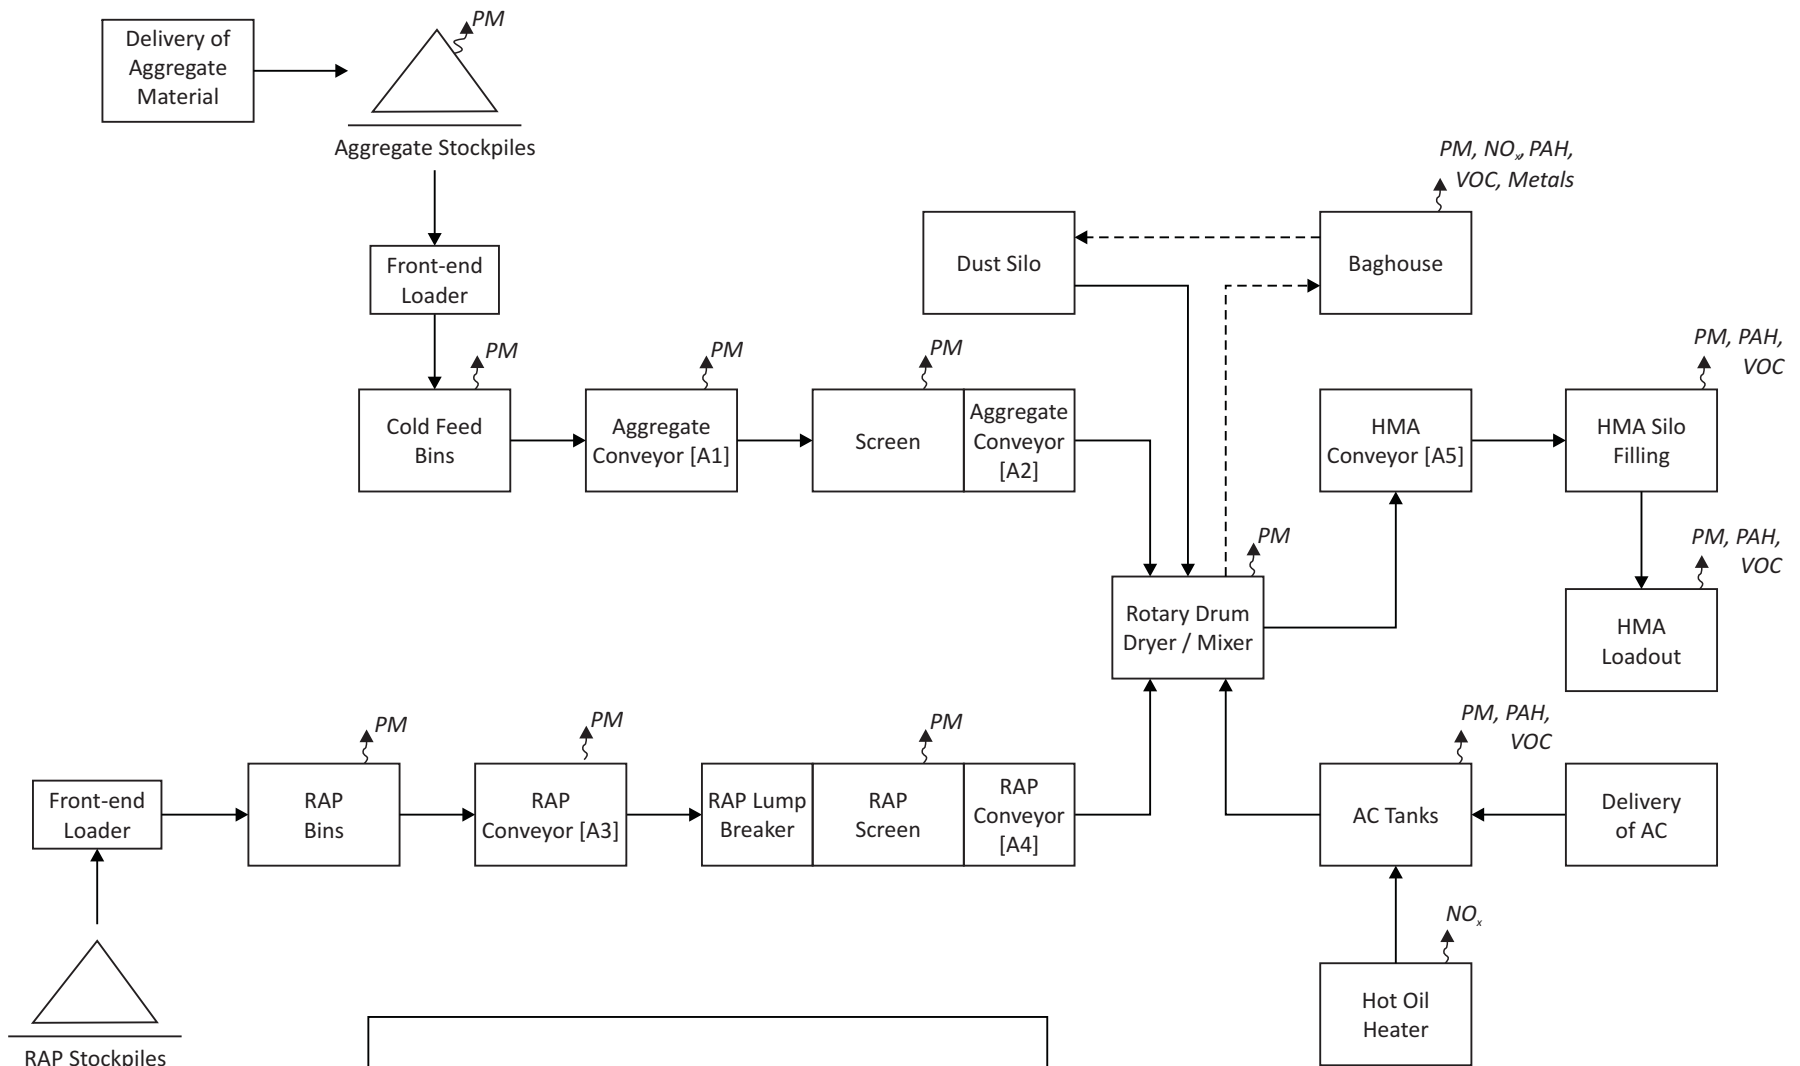 Delivery of
Aggregate
Material
PM
Aggregate Stockpiles
Front-end
Loader
PM, NOx, PAH,
VOC, Metals
Dust Silo
Baghouse
PM
Cold Feed
Bins
PM
Aggregate
Conveyor [A1]
PM
Screen
Aggregate
Conveyor
[A2]
HMA
Conveyor [A5]
PM, PAH,
VOC
HMA Silo
Filling
PM
Rotary Drum
Dryer / Mixer
PM, PAH,
VOC
HMA
Loadout
Front-end
Loader
PM
RAP
Bins
PM
RAP
Conveyor [A3]
RAP Lump
Breaker
PM
RAP
Screen
RAP
Conveyor
[A4]
PM, PAH,
VOC
AC Tanks
Delivery
of AC
NOx
Hot Oil
Heater
RAP Stockpiles